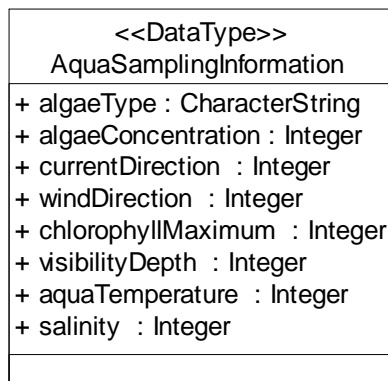 <<DataType>>
AquaSamplingInformation
+ algaeType : CharacterString
+ algaeConcentration : Integer
+ currentDirection : Integer
+ windDirection : Integer
+ chlorophyllMaximum : Integer
+ visibilityDepth : Integer
+ aquaTemperature : Integer
+ salinity : Integer